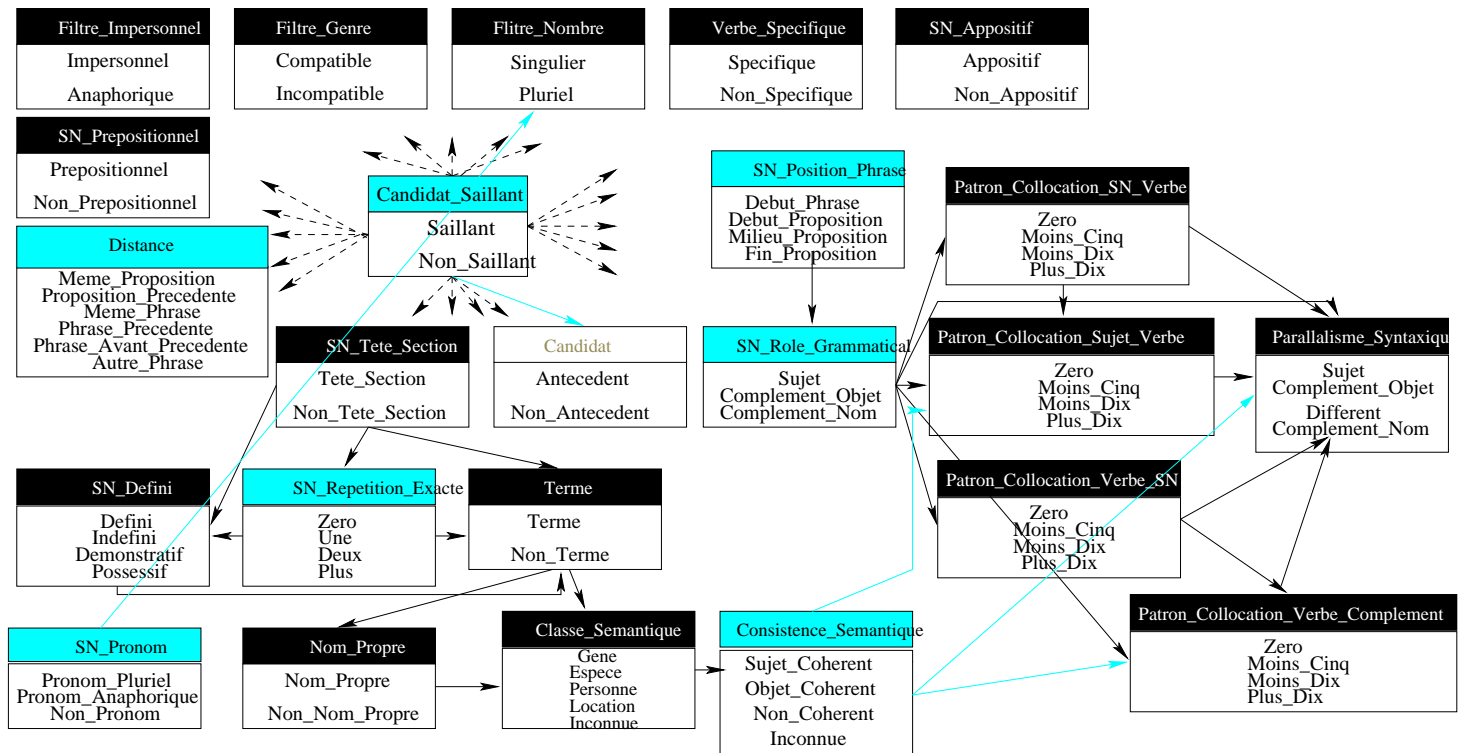 Filtre_Impersonnel
Impersonnel
Anaphorique
Filtre_Genre
Compatible
Incompatible
Flitre_Nombre
Singulier
Pluriel
Verbe_Specifique
Specifique
Non_Specifique
SN_Appositif
Appositif
Non_Appositif
SN_Prepositionnel
Prepositionnel
Non_Prepositionnel
Distance
Meme_Proposition
Proposition_Precedente
Meme_Phrase
Phrase_Precedente
Phrase_Avant_Precedente
Autre_Phrase
Candidat_Saillant
Saillant
Non_Saillant
SN_Position_Phrase
Debut_Phrase
Debut_Proposition
Milieu_Proposition
Fin_Proposition
Patron_Collocation_SN_Verbe
Zero
Moins_Cinq
Moins_Dix
Plus_Dix
SN_Tete_Section
Tete_Section
Non_Tete_Section
Candidat
Antecedent
Non_Antecedent
SN_Role_Grammatical
Sujet
Complement_Objet
Complement_Nom
Patron_Collocation_Sujet_Verbe
Zero
Moins_Cinq
Moins_Dix
Plus_Dix
Parallalisme_Syntaxiqu
Sujet
Complement_Objet
Different
Complement_Nom
SN_Defini
Defini
Indefini
Demonstratif
Possessif
SN_Repetition_Exacte
Zero
Une
Deux
Plus
Terme
Terme
Non_Terme
Patron_Collocation_Verbe_SN
Zero
Moins_Cinq
Moins_Dix
Plus_Dix
SN_Pronom
Pronom_Pluriel
Pronom_Anaphorique
Non_Pronom
Nom_Propre
Nom_Propre
Non_Nom_Propre
Classe_Semantique
Gene
Espece
Personne
Location
Inconnue
Consistence_Semantique
Sujet_Coherent
Objet_Coherent
Non_Coherent
Inconnue
Patron_Collocation_Verbe_Complement
Zero
Moins_Cinq
Moins_Dix
Plus_Dix